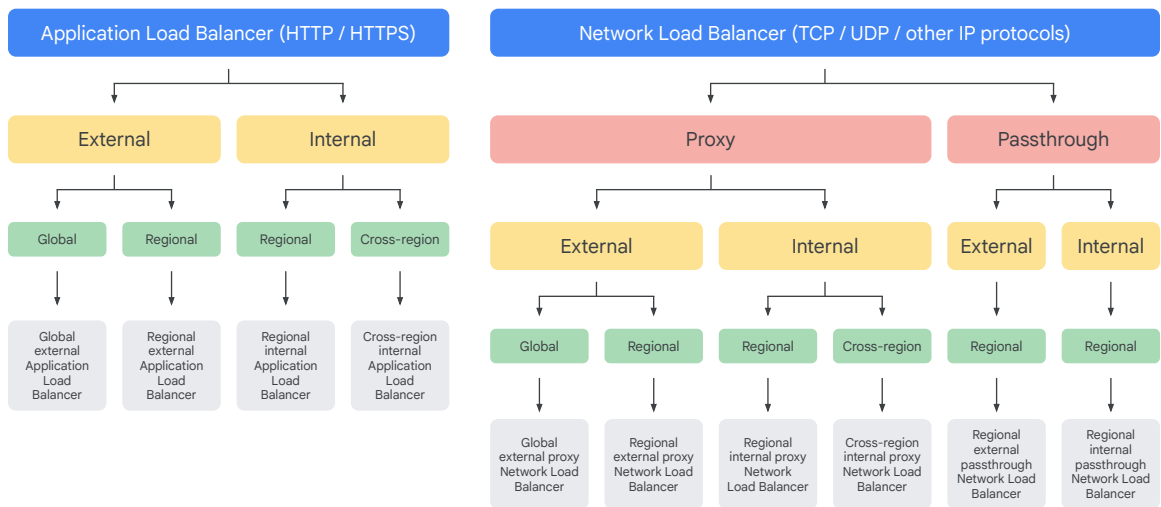 Application Load Balancer (HTTP / HTTPS)
Network Load Balancer (TCP / UDP / other IP protocols)
External
Internal
Proxy
Passthrough
Global
Regional
Regional
Cross-region
External
Internal
External
Internal
Global
external
Application
Load
Balancer
Regional
external
Application
Load
Balancer
Regional
internal
Application
Load
Balancer
Cross-region
internal
Application
Load
Balancer
Global
Regional
Regional
Cross-region
Regional
Regional
Global
external proxy
Network Load
Balancer
Regional
external proxy
Network Load
Balancer
Regional
internal proxy
Network
Load Balancer
Cross-region
internal proxy
Network Load
Balancer
Regional
external
passthrough
Network Load
Balancer
Regional
internal
passthrough
Network Load
Balancer